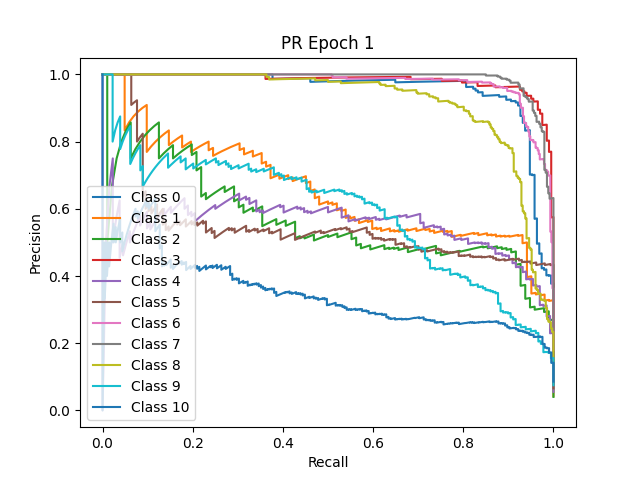 PR Epoch 1
1.0
0.8
0.6
0.4
0.2
0.0
Precision
Class 0
Class 1
Class 2
Class 3
Class 4
Class 5
Class 6
Class 7
Class 8
Class 9
Class 10
0.0 0.2 0.4 0.6 0.8 1.0
Recall